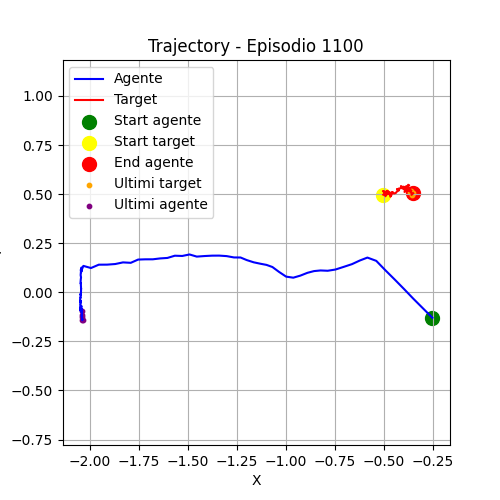 Trajectory - Episodio 1100
Agente
Target
Start agente
Start target
End agente
Ultimi target
Ultimi agente
1.00
0.75
0.50
0.25
0.00
−0.25
−0.50
−0.75
−2.00 −1.75 −1.50 −1.25 −1.00 −0.75 −0.50 −0.25
X